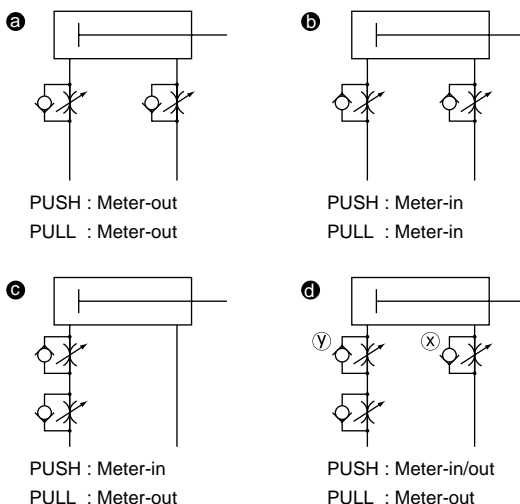 a
b
PUSH : Meter-out
PULL : Meter-out
PUSH : Meter-in
PULL : Meter-in
c
d
y
x
PUSH : Meter-in
PULL : Meter-out
PUSH : Meter-in/out
PULL : Meter-out